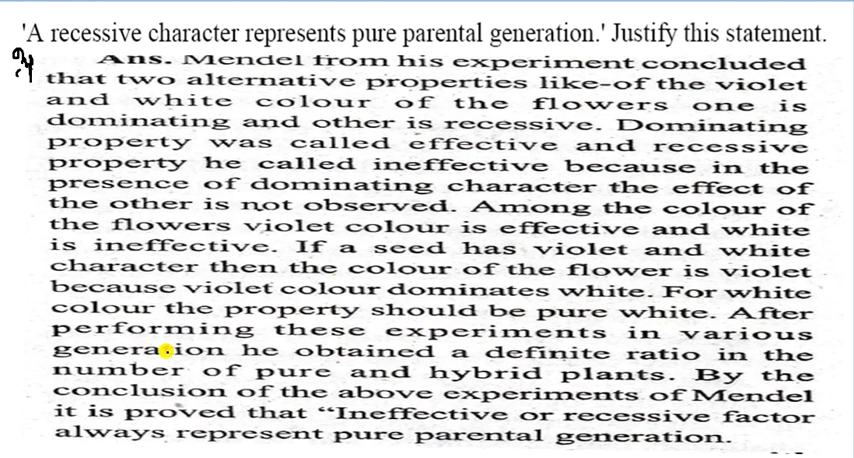 'A recessive character represents pure parental generation.' Justify this statement.
Ans. Mendel from his experiment concluded
that two alternative properties like-of the violet
and white colour of the flowers one is
dominating and other is recessive. Dominating
property was called effective and recessive
property he called ineffective because in the
presence of dominating character the effect of
the other is not observed. Among the colour of
the flowers violet colour is effective and white
is ineffective. If a seed has violet and white
character then the colour of the flower is violet
because violet colour dominates white. For white
colour the property should be pure white. After
performing these experiments in various
generation he obtained a definite ratio in the
number of pure and hybrid plants. By the
conclusion of the above experiments of Mendel
it is proved that “Ineffective or recessive factor
always represent pure parental generation.